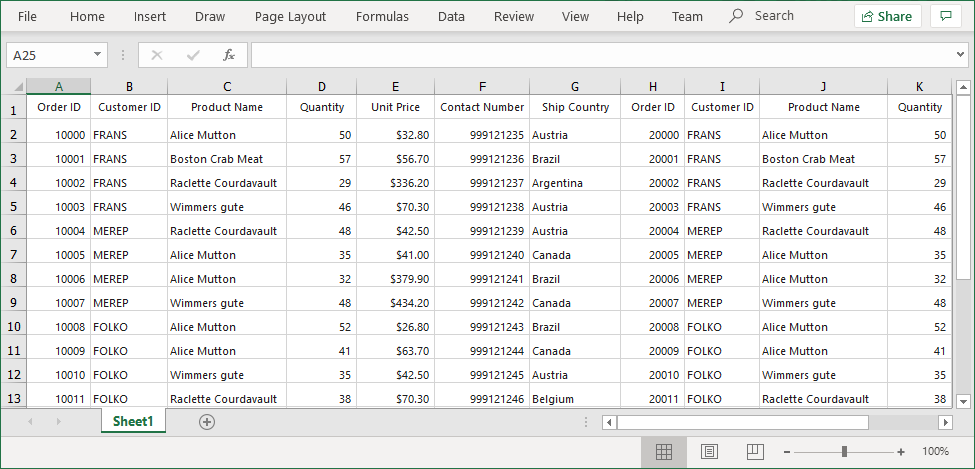 File Home Insert Draw Page Layout Formulas Data Review View Help Team Search Share
A25 fx
A B C D E F G H I J K
1 Order ID Customer ID Product Name Quantity Unit Price Contact Number Ship Country Order ID Customer ID Product Name Quantity
2 10000 FRANS Alice Mutton 50 $32.80 999121235 Austria 20000 FRANS Alice Mutton 50
3 10001 FRANS Boston Crab Meat 57 $56.70 999121236 Brazil 20001 FRANS Boston Crab Meat 57
4 10002 FRANS Raclette Courdavault 29 $336.20 999121237 Argentina 20002 FRANS Raclette Courdavault 29
5 10003 FRANS Wimmers gute 46 $70.30 999121238 Austria 20003 FRANS Wimmers gute 46
6 10004 MEREP Raclette Courdavault 48 $42.50 999121239 Austria 20004 MEREP Raclette Courdavault 48
7 10005 MEREP Alice Mutton 35 $41.00 999121240 Canada 20005 MEREP Alice Mutton 35
8 10006 MEREP Alice Mutton 32 $379.90 999121241 Brazil 20006 MEREP Alice Mutton 32
9 10007 MEREP Wimmers gute 48 $434.20 999121242 Canada 20007 MEREP Wimmers gute 48
10 10008 FOLKO Alice Mutton 52 $26.80 999121243 Brazil 20008 FOLKO Alice Mutton 52
11 10009 FOLKO Alice Mutton 41 $63.70 999121244 Canada 20009 FOLKO Alice Mutton 41
12 10010 FOLKO Wimmers gute 35 $42.50 999121245 Austria 20010 FOLKO Wimmers gute 35
13 10011 FOLKO Raclette Courdavault 38 $70.30 999121246 Belgium 20011 FOLKO Raclette Courdavault 38
Sheet1
100%